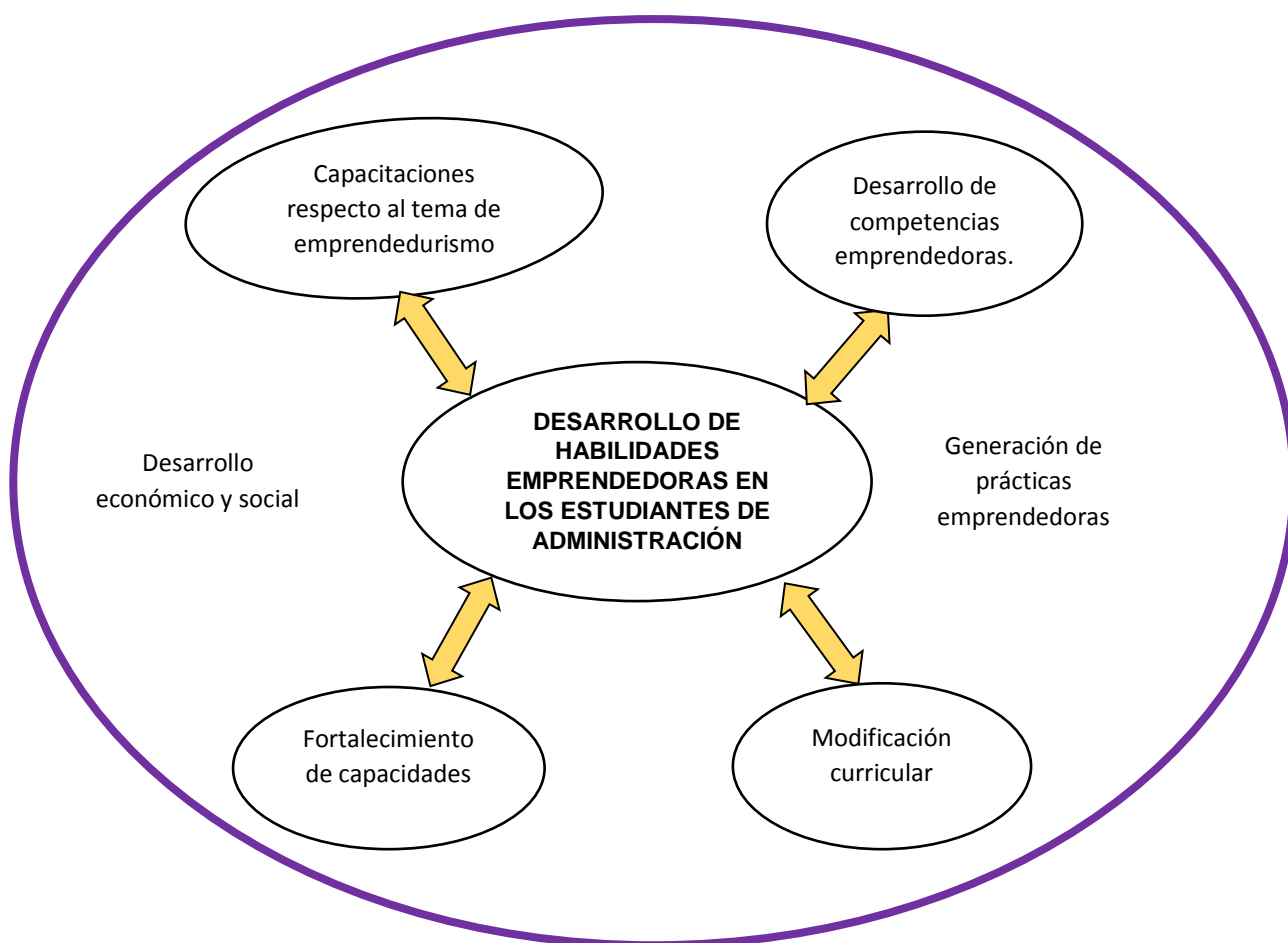 Capacitaciones
respecto al tema de
emprendedurismo
Desarrollo de
competencias
emprendedoras.
Desarrollo
económico y social
DESARROLLO DE
HABILIDADES
EMPRENDEDORAS EN
LOS ESTUDIANTES DE
ADMINISTRACIÓN
Generación de
prácticas
emprendedoras
Fortalecimiento
de capacidades
Modificación
curricular